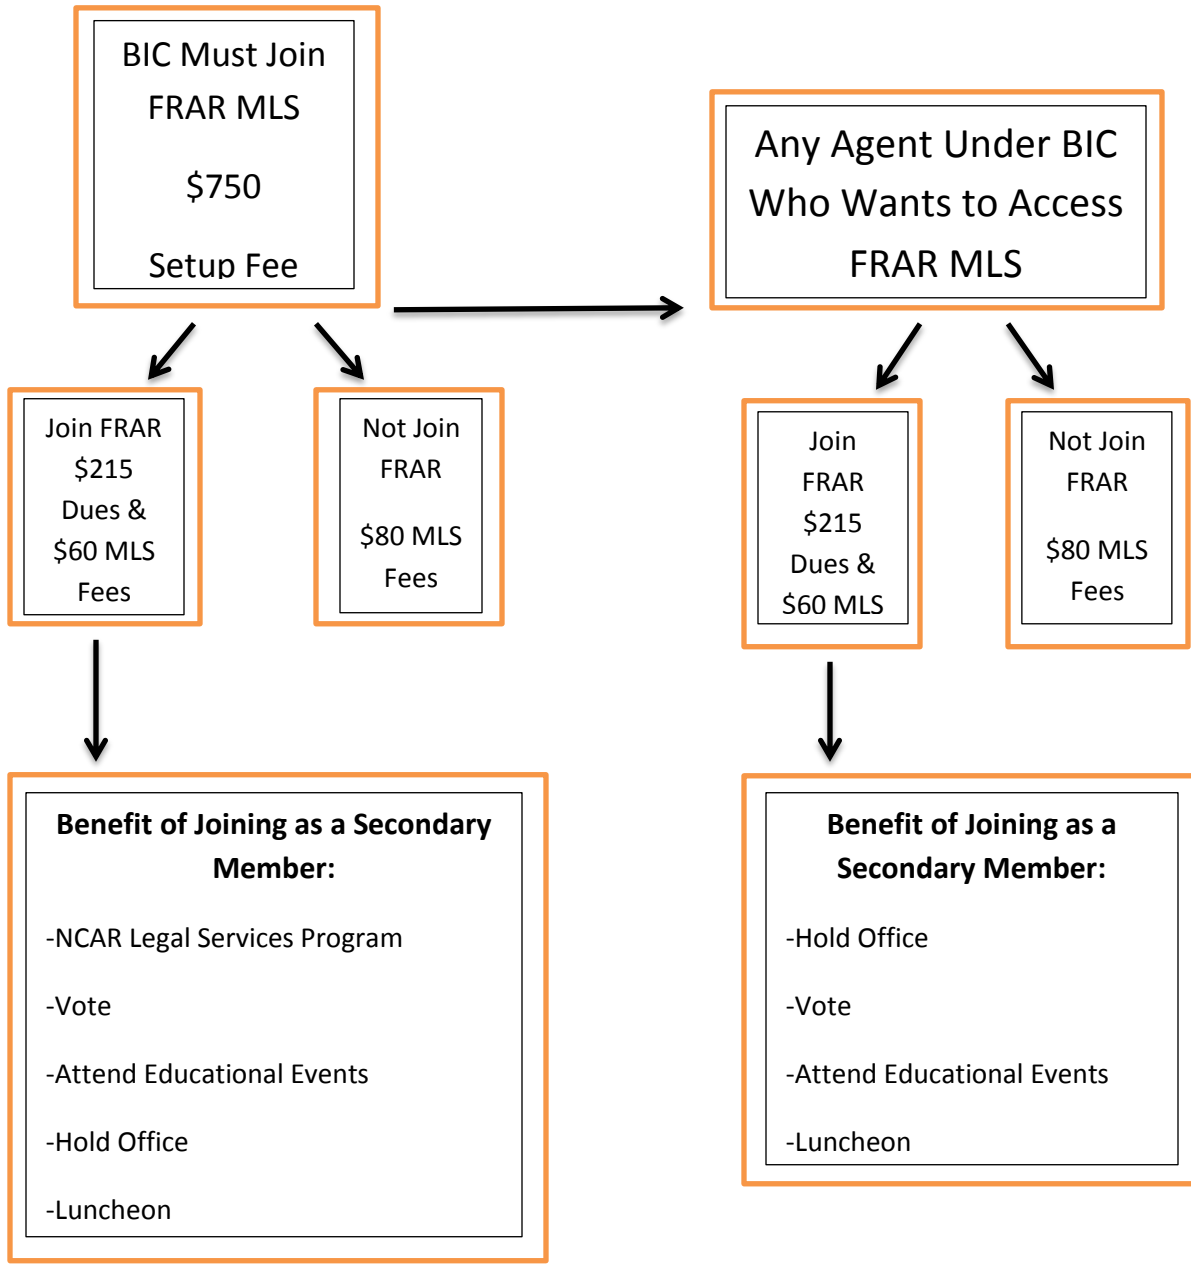 BIC Must Join
FRAR MLS
$750
Setup Fee
Any Agent Under BIC
Who Wants to Access
FRAR MLS
Join FRAR
$215
Dues &
$60 MLS
Fees
Not Join
FRAR
$80 MLS
Fees
Join
FRAR
$215
Dues &
$60 MLS
Not Join
FRAR
$80 MLS
Fees
Benefit of Joining as a Secondary
Member:
-NCAR Legal Services Program
-Vote
-Attend Educational Events
-Hold Office
-Luncheon
Benefit of Joining as a
Secondary Member:
-Hold Office
-Vote
-Attend Educational Events
-Luncheon